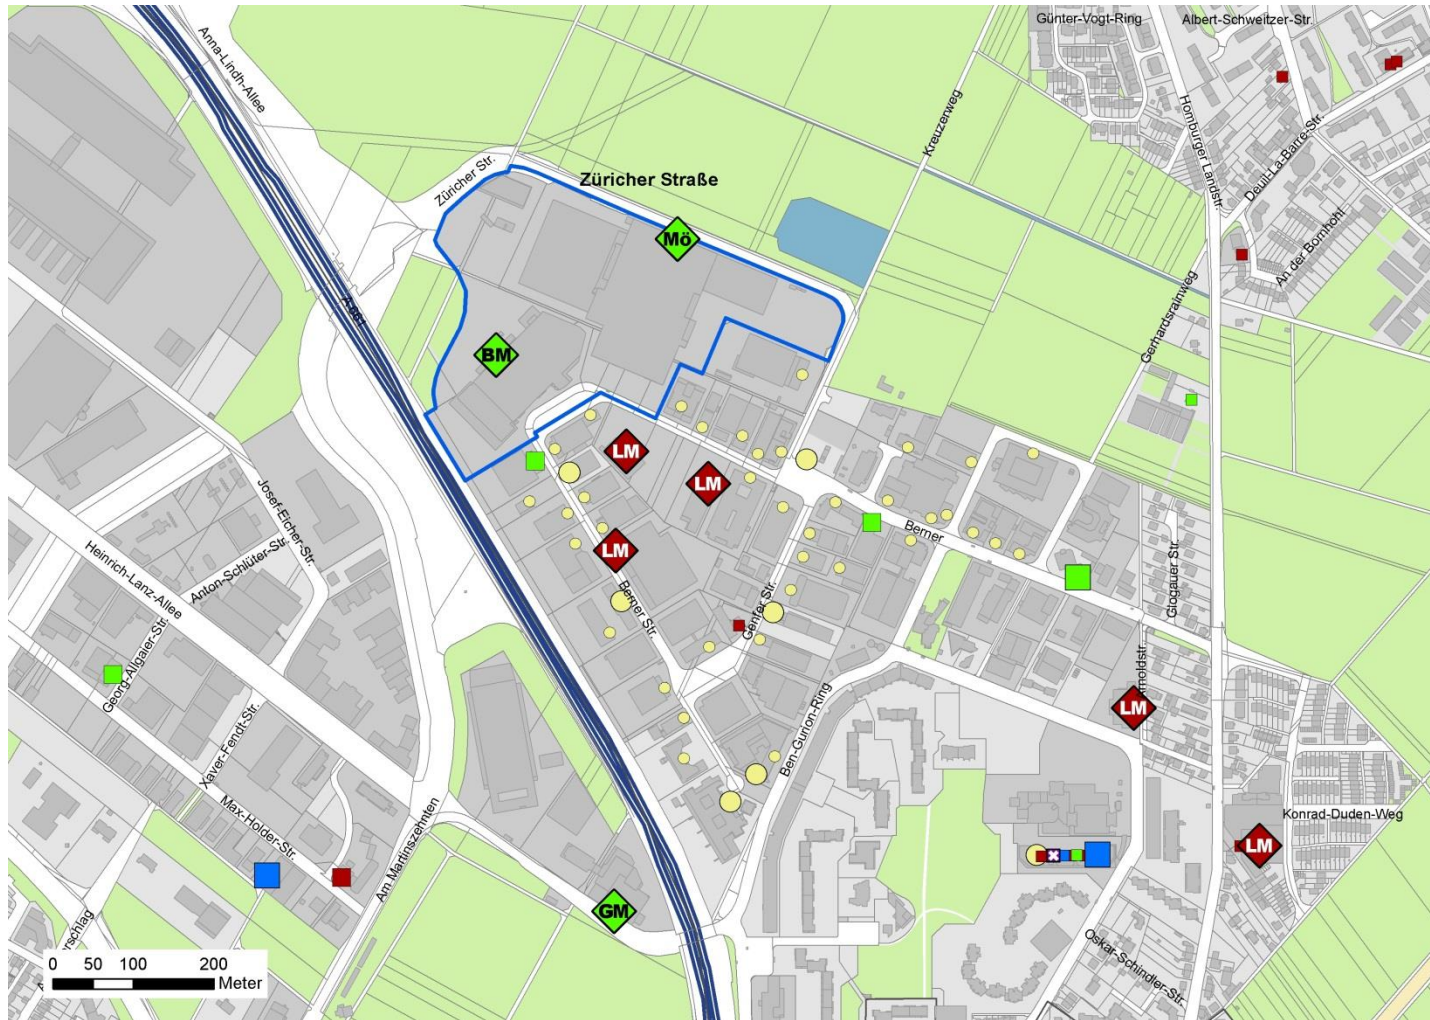 Günter-Vogt-Ring
Albert-Schweitzer-Str.
Anna-Lindh-Allee
Kreuzerweg
Homburger Landstr.
Deuil-La-Barre-Str.
Züricher Str.
Züricher Straße
Mö
An der Bornhohl
Gerhardsrainweg
BM
LM
LM
LM
Josef-Eicher-Str.
Anton-Schlüter-Str.
Heinrich-Lanz-Allee
Berner
Berner Str.
Genfer Str.
Glogauer Str.
Georg-Allgaier-Str.
Arnoldstr.
LM
Xaver-Fendt-Str.
Ben-Gurion-Ring
Max-Holder-Str.
Am Martinszehnten
Konrad-Duden-Weg
LM
GM
Oskar-Schindler-Str.
0 50 100 200
Meter